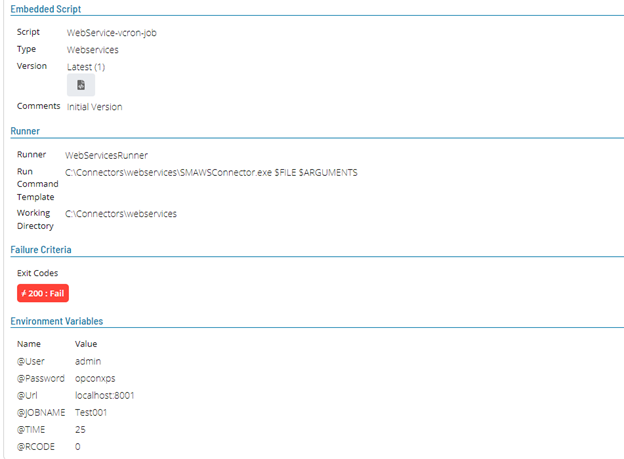 Embedded Script
Script WebService-vcron-job
Type Webservices
Version Latest (1)
Comments Initial Version
Runner
Runner WebServicesRunner
Run Command Template C:\Connectors\webservices\SMAWSConnector.exe $FILE $ARGUMENTS
Working Directory C:\Connectors\webservices
Failure Criteria
Exit Codes
200 : Fail
Environment Variables
Name Value
@User admin
@Password opconxps
@Url localhost:8001
@JOBNAME Test001
@TIME 25
@RCODE 0